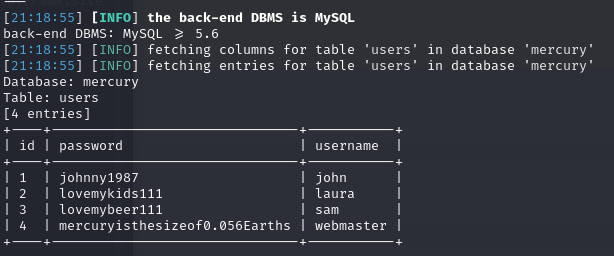 [21:18:55] [INFO] the back-end DBMS is MySQL
back-end DBMS: MySQL ≥ 5.6
[21:18:55] [INFO] fetching columns for table 'users' in database 'mercury'
[21:18:55] [INFO] fetching entries for table 'users' in database 'mercury'
Database: mercury
Table: users
[4 entries]
+----+-------------------------------+-----------+
| id | password | username |
+----+-------------------------------+-----------+
| 1 | johnny1987 | john |
| 2 | lovemykids111 | laura |
| 3 | lovemybeer111 | sam |
| 4 | mercuryisthesizeof0.056Earths | webmaster |
+----+-------------------------------+-----------+